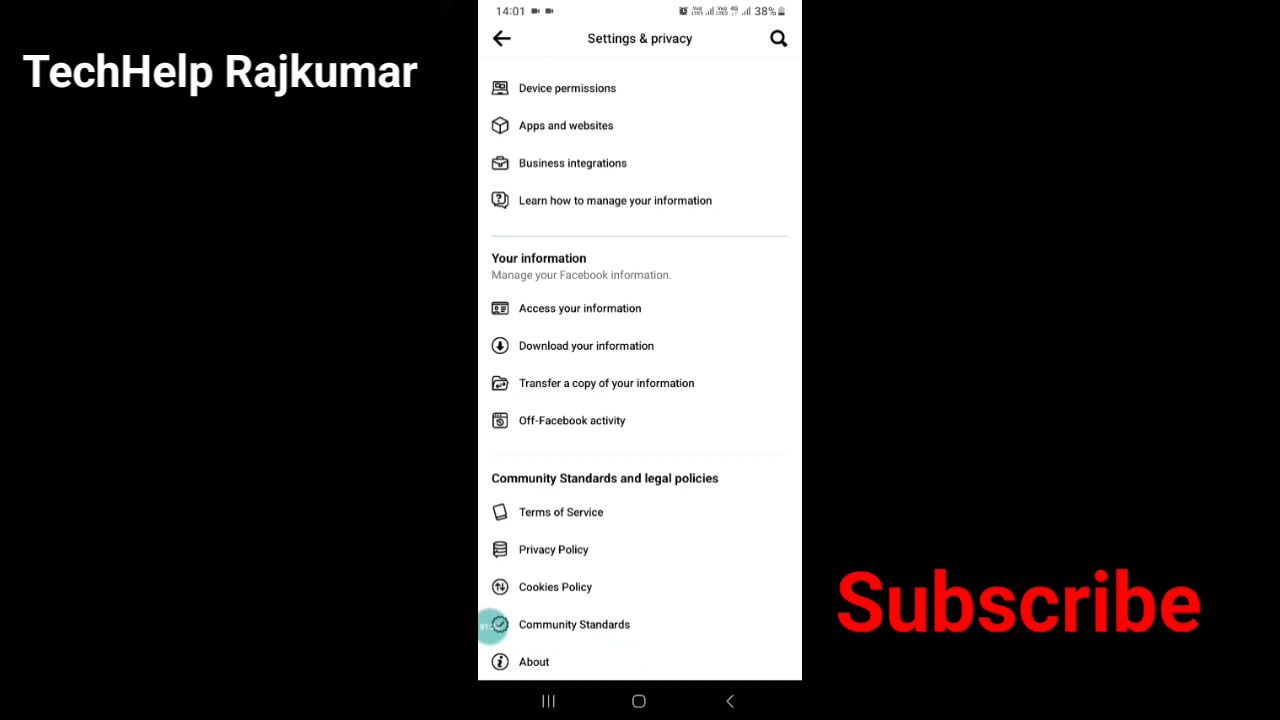 TechHelp Rajkumar
14:01
38%
Settings & privacy
Device permissions
Apps and websites
Business integrations
Learn how to manage your information
Your information
Manage your Facebook information.
Access your information
Download your information
Transfer a copy of your information
Off-Facebook activity
Community Standards and legal policies
Terms of Service
Privacy Policy
Cookies Policy
Community Standards
About
Subscribe